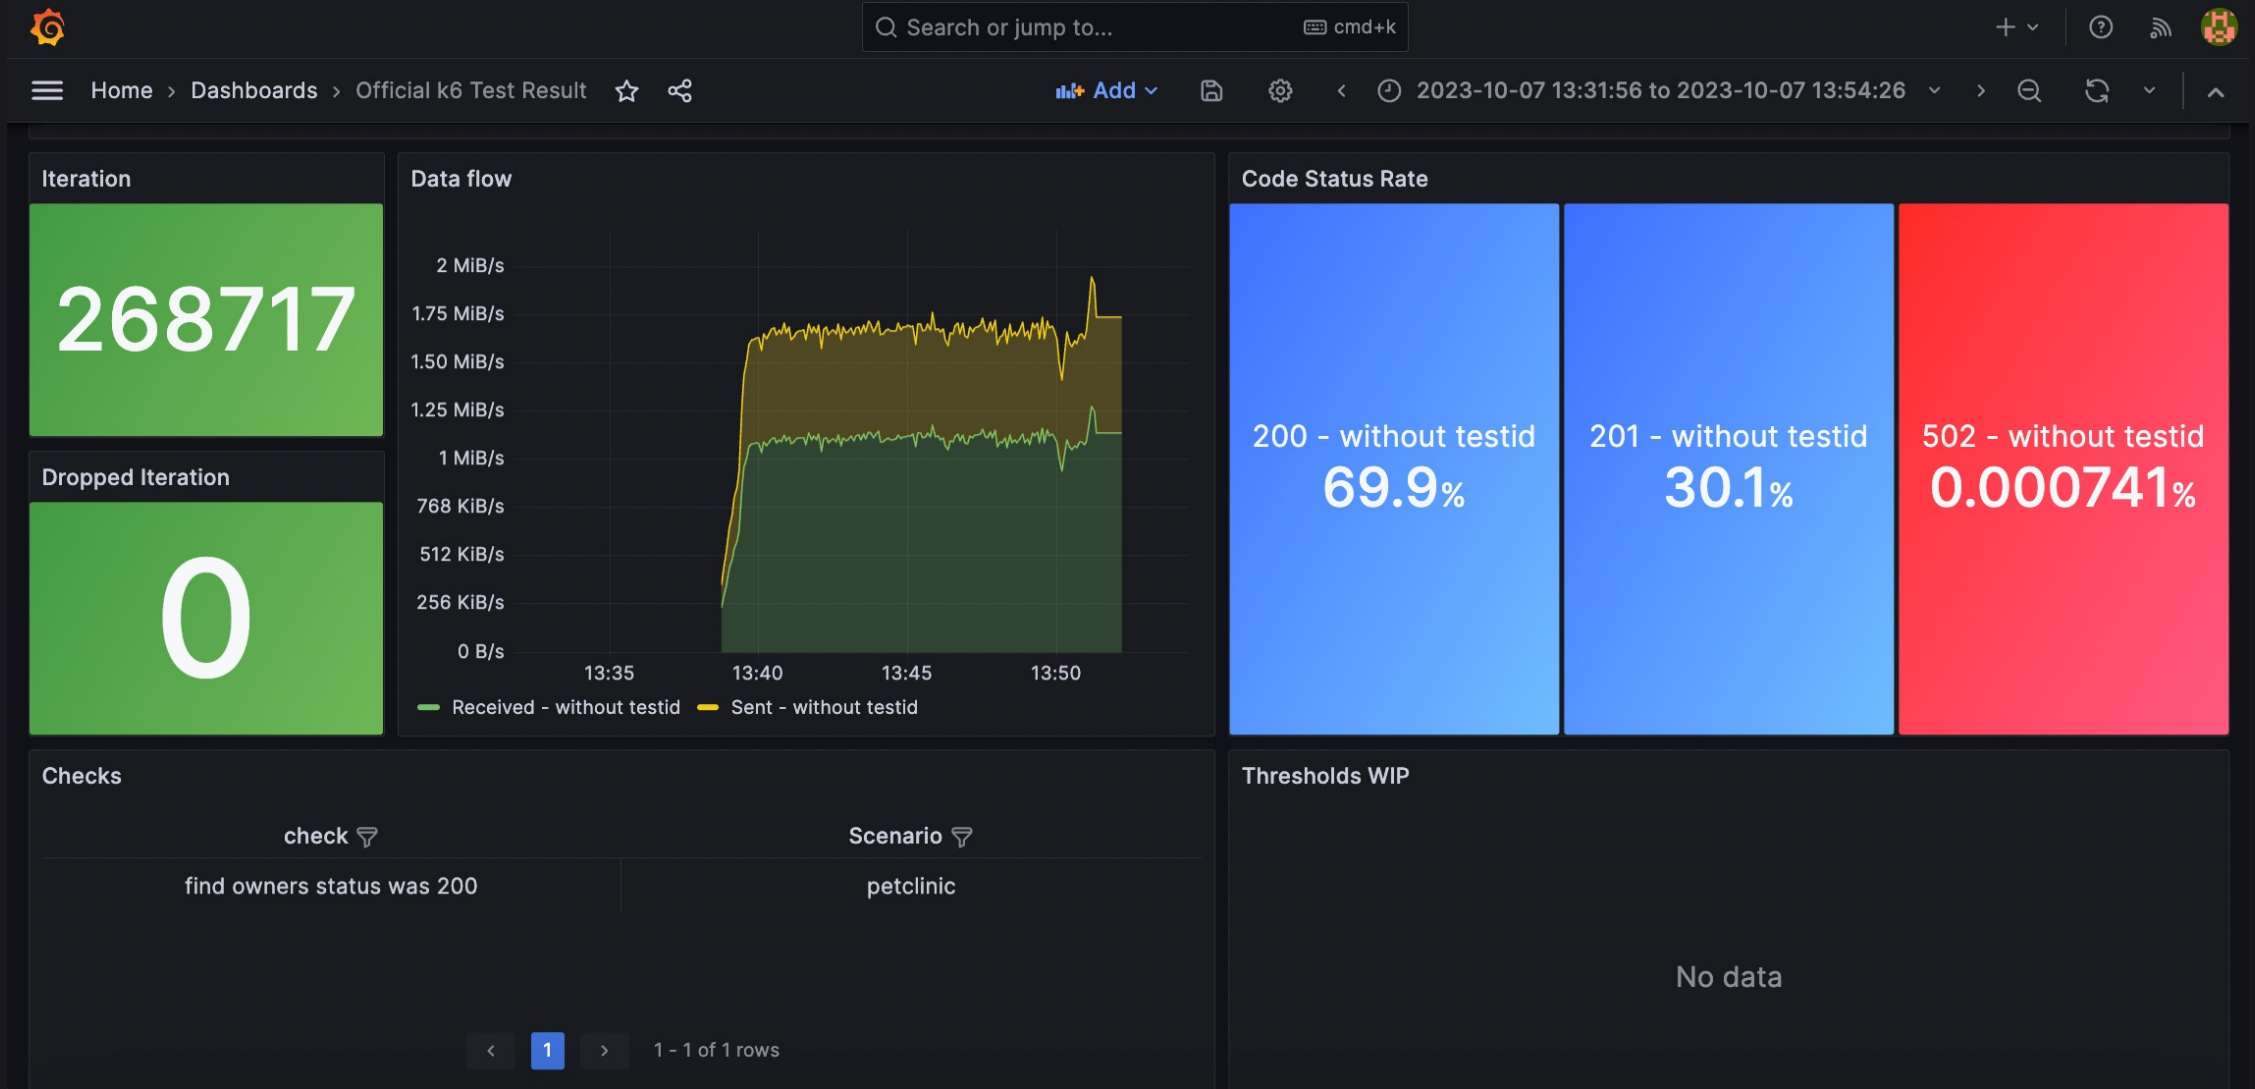 Search or jump to...
cmd+k
Home › Dashboards › Official k6 Test Result
Add
2023-10-07 13:31:56 to 2023-10-07 13:54:26
Iteration
268717
Dropped Iteration
0
Data flow
2 MiB/s
1.75 MiB/s
1.50 MiB/s
1.25 MiB/s
1 MiB/s
768 KiB/s
512 KiB/s
256 KiB/s
0 B/s
13:35 13:40 13:45 13:50
Received - without testid Sent - without testid
Code Status Rate
200 - without testid
69.9%
201 - without testid
30.1%
502 - without testid
0.000741%
Checks
check Scenario
find owners status was 200 petclinic
1
1 - 1 of 1 rows
Thresholds WIP
No data